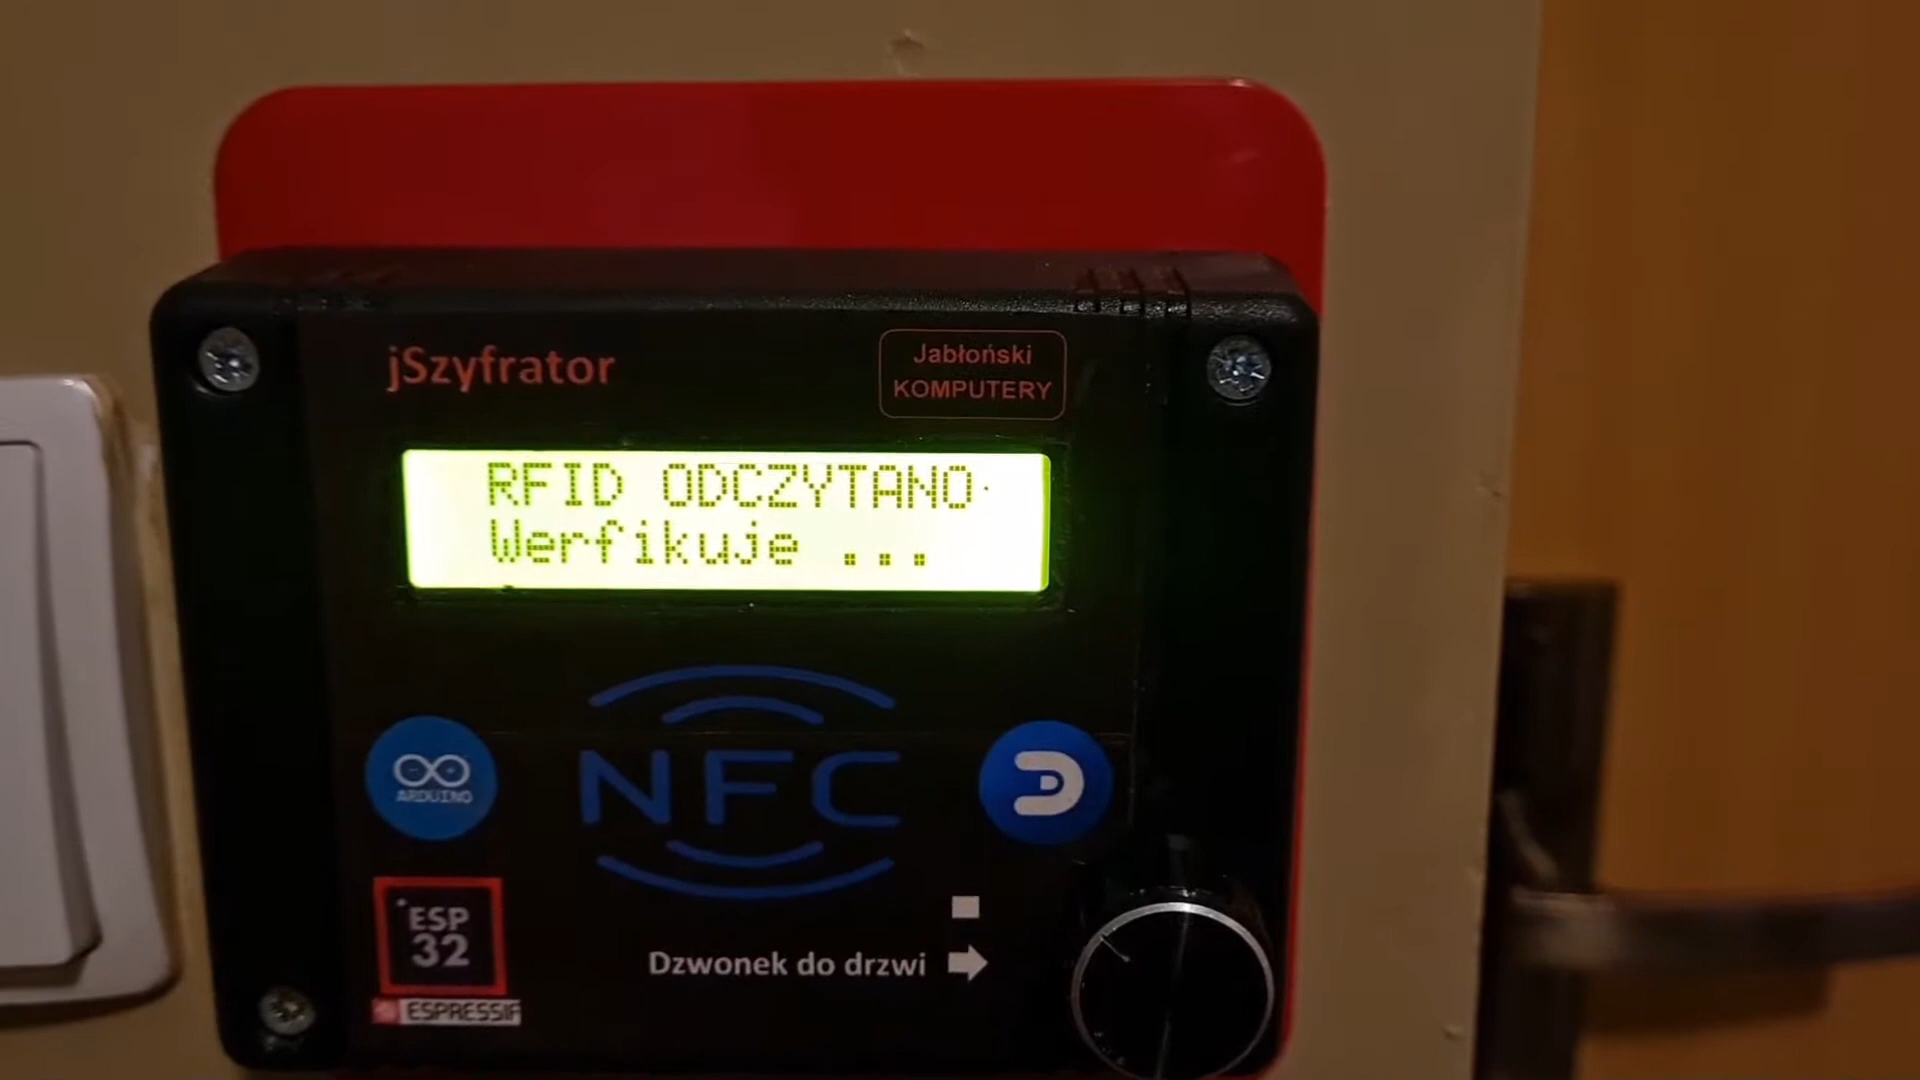 jSzyfrator
Jabłoński
KOMPUTERY
RFID ODCZYTANO
Werfikuje ...
NFC
ARDUINO
ESP
32
Dzwonek do drzwi
ESPRESSIF